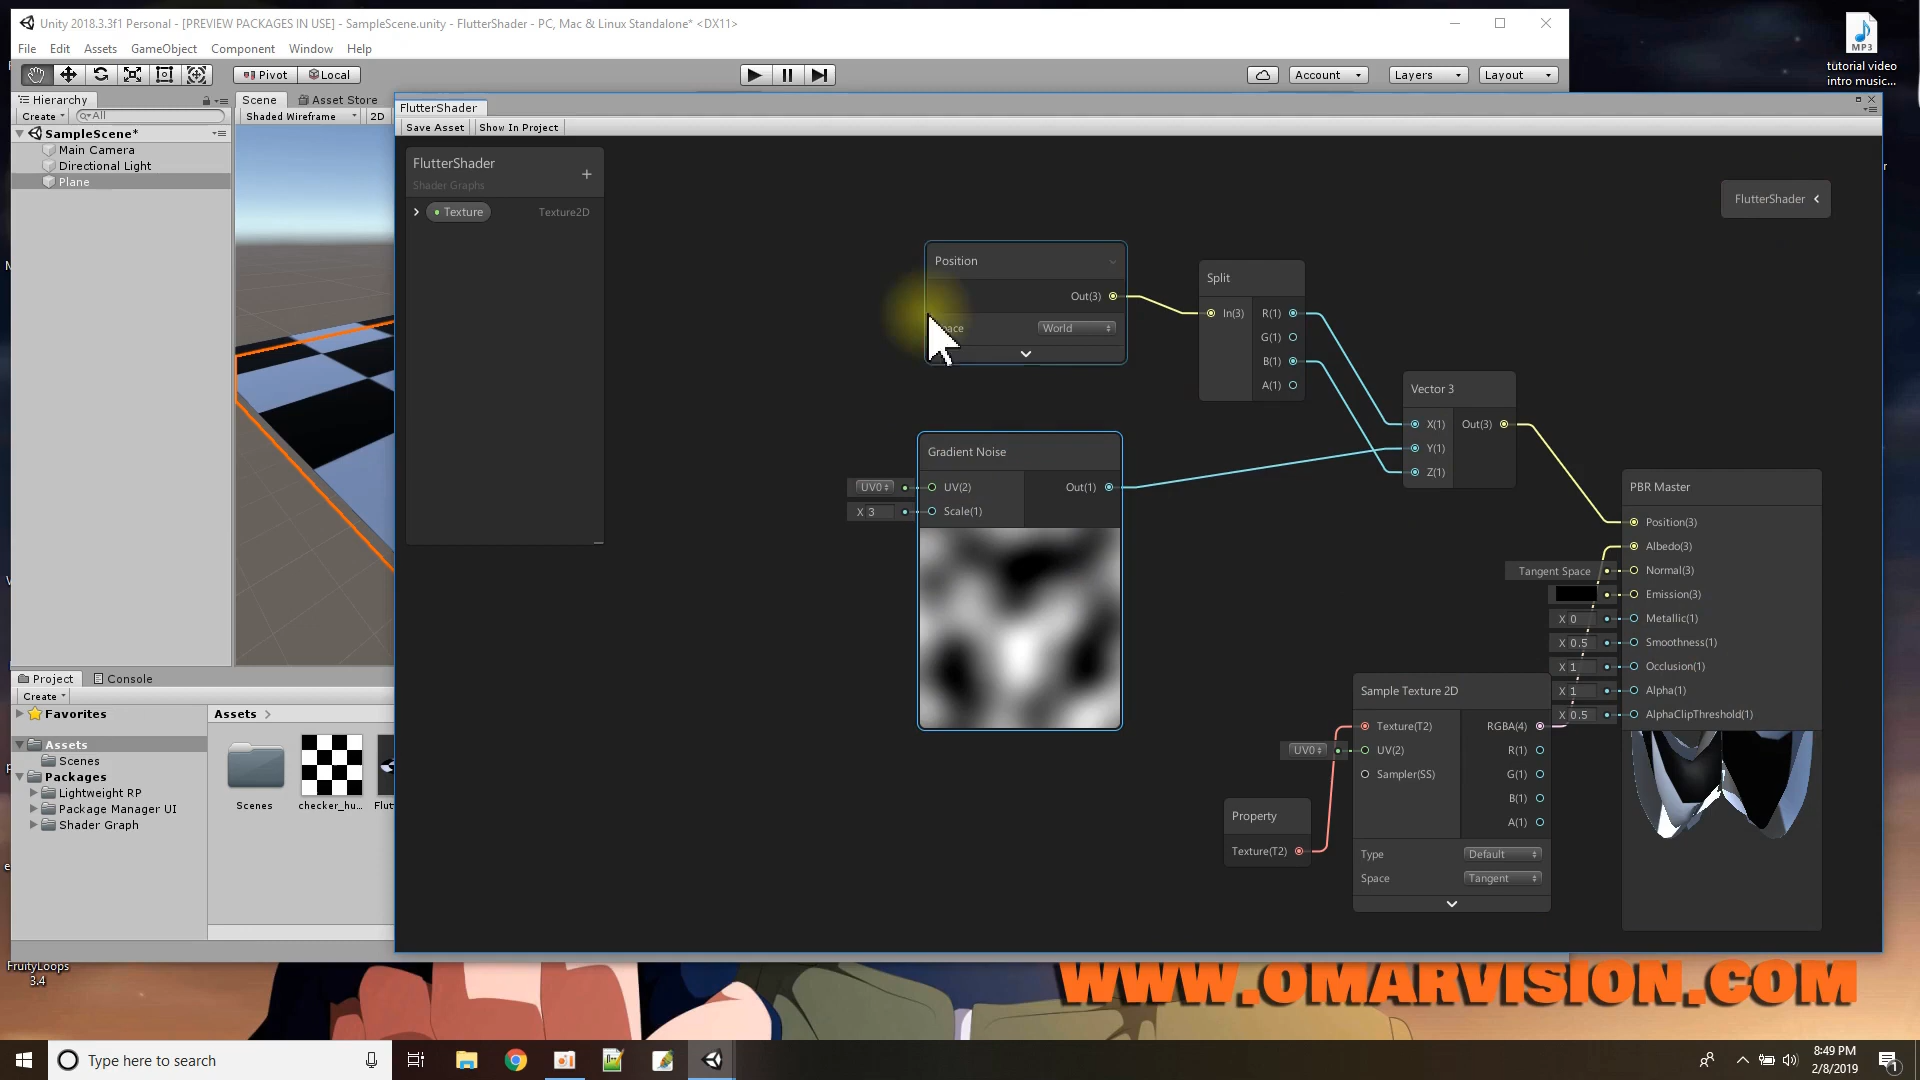 Unity 2018.3.3f1 Personal - [PREVIEW PACKAGES IN USE] - SampleScene.unity - FlutterShader - PC, Mac & Linux Standalone* <DX11>
File Edit Assets GameObject Component Window Help
Pivot Local Account Layers Layout
Hierarchy Scene Asset Store
Create All Shaded Wireframe 2D
SampleScene*
Main Camera
Directional Light
Plane
FlutterShader
Save Asset Show In Project
FlutterShader
Shader Graphs
Texture Texture2D
FlutterShader
Position
Out(3)
World
Split
In(3) R(1)
G(1)
B(1)
A(1)
Vector 3
X(1) Out(3)
Y(1)
Z(1)
Gradient Noise
UV0 UV(2) Out(1)
X 3 Scale(1)
PBR Master
Position(3)
Albedo(3)
Tangent Space Normal(3)
Emission(3)
X 0 Metallic(1)
X 0.5 Smoothness(1)
X 1 Occlusion(1)
X 1 Alpha(1)
X 0.5 AlphaClipThreshold(1)
Sample Texture 2D
Texture(T2) RGBA(4)
UV0 UV(2) R(1)
Sampler(SS) G(1)
B(1)
A(1)
Type Default
Space Tangent
Property
Texture(T2)
Project Console
Create
Favorites
Assets
Scenes
Packages
Lightweight RP
Package Manager UI
Shader Graph
Assets
Scenes checker_hu... Flut
MP3
tutorial video
intro music...
FruityLoops
3.4
WWW.OMARVISION.COM
Type here to search
8:49 PM
2/8/2019
1